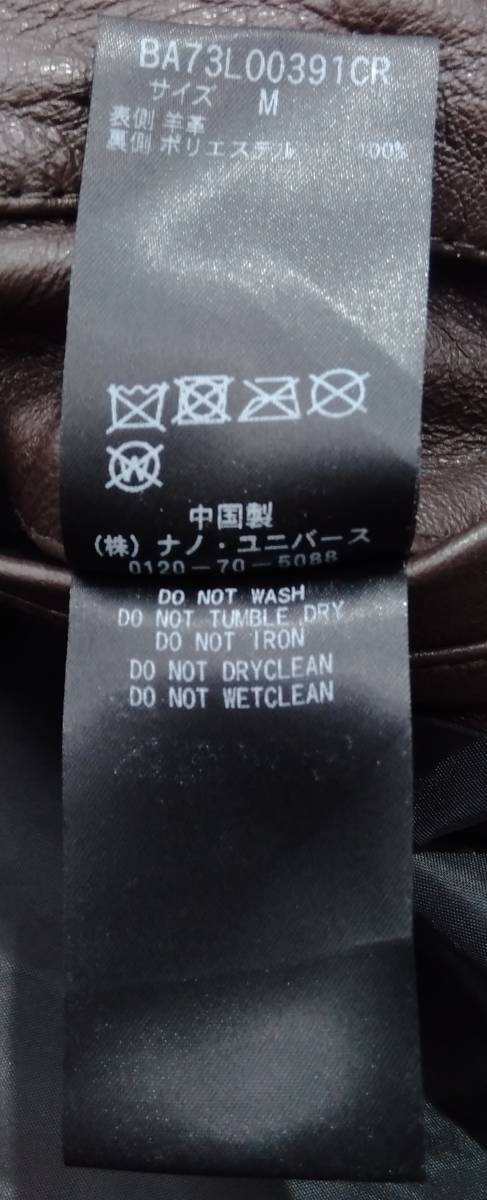 BA73L00391CR
サイズ M
表側 羊革
裏側 ポリエステル 100%
W
中国製
（株）ナノ・ユニバース
0120-70-5088
DO NOT WASH
DO NOT TUMBLE DRY
DO NOT IRON
DO NOT DRYCLEAN
DO NOT WETCLEAN